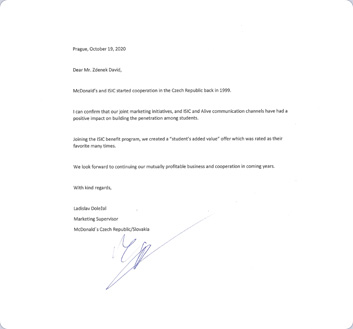 Prague, October 19, 2020
Dear Mr. Zdenek David,
McDonald's and ISIC started cooperation in the Czech Republic back in 1999.
I can confirm that our joint marketing initiatives, and ISIC and Alive communication channels have had a
positive impact on building the penetration among students.
Joining the ISIC benefit program, we created a "student's added value" offer which was rated as their
favorite many times.
We look forward to continuing our mutually profitable business and cooperation in coming years.
With kind regards,
Ladislav Doležal
Marketing Supervisor
McDonald´s Czech Republic/Slovakia